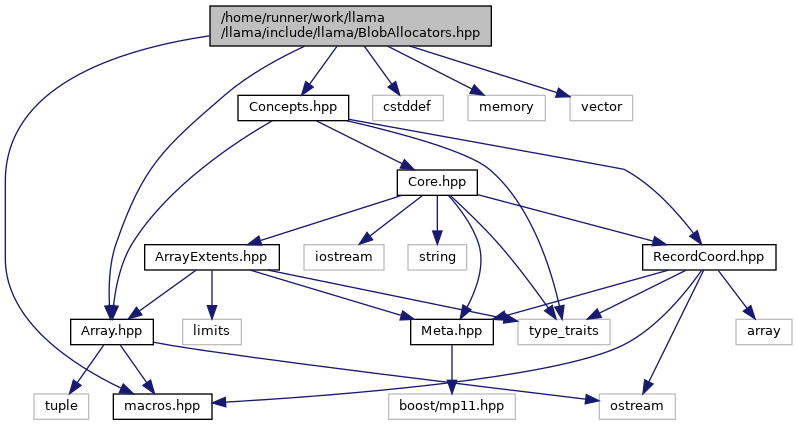 /home/runner/work/llama
/llama/include/llama/BlobAllocators.hpp
Concepts.hpp
cstddef
memory
vector
Core.hpp
ArrayExtents.hpp
iostream
string
RecordCoord.hpp
Array.hpp
limits
Meta.hpp
type_traits
array
tuple
macros.hpp
boost/mp11.hpp
ostream